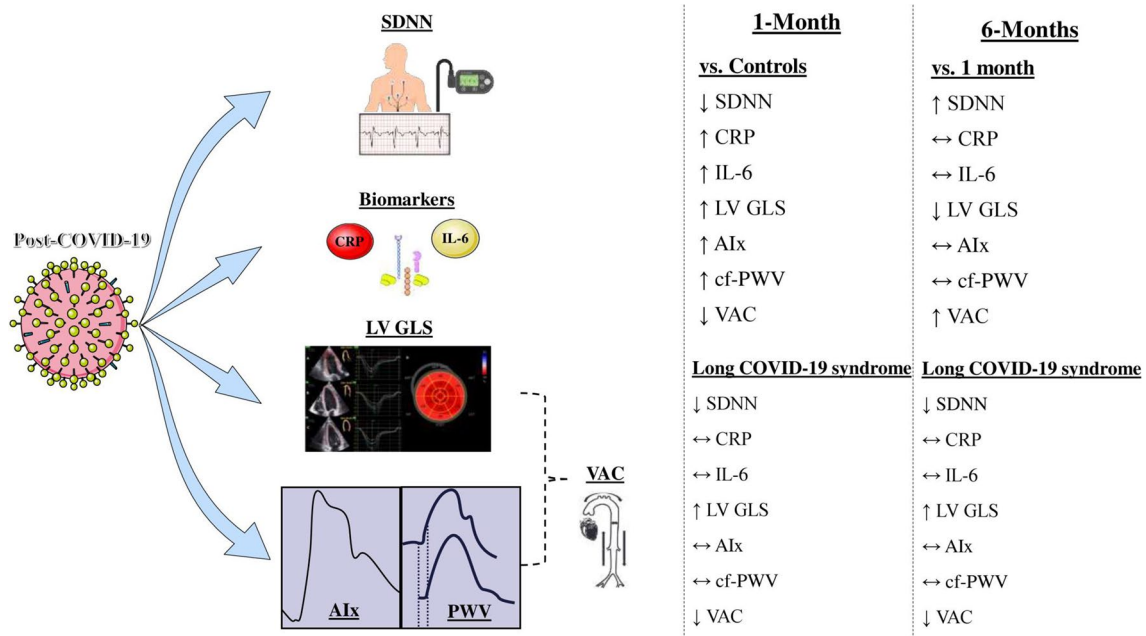 SDNN
Post-COVID-19
Biomarkers
CRP
IL-6
LV GLS
VAC
AIx
PWV
1-Month
vs. Controls
↓ SDNN
↑ CRP
↑ IL-6
↑ LV GLS
↑ AIx
↑ cf-PWV
↓ VAC
Long COVID-19 syndrome
↓ SDNN
↔ CRP
↔ IL-6
↑ LV GLS
↔ AIx
↔ cf-PWV
↓ VAC
6-Months
vs. 1 month
↑ SDNN
↔ CRP
↔ IL-6
↓ LV GLS
↔ AIx
↔ cf-PWV
↑ VAC
Long COVID-19 syndrome
↓ SDNN
↔ CRP
↔ IL-6
↑ LV GLS
↔ AIx
↔ cf-PWV
↓ VAC